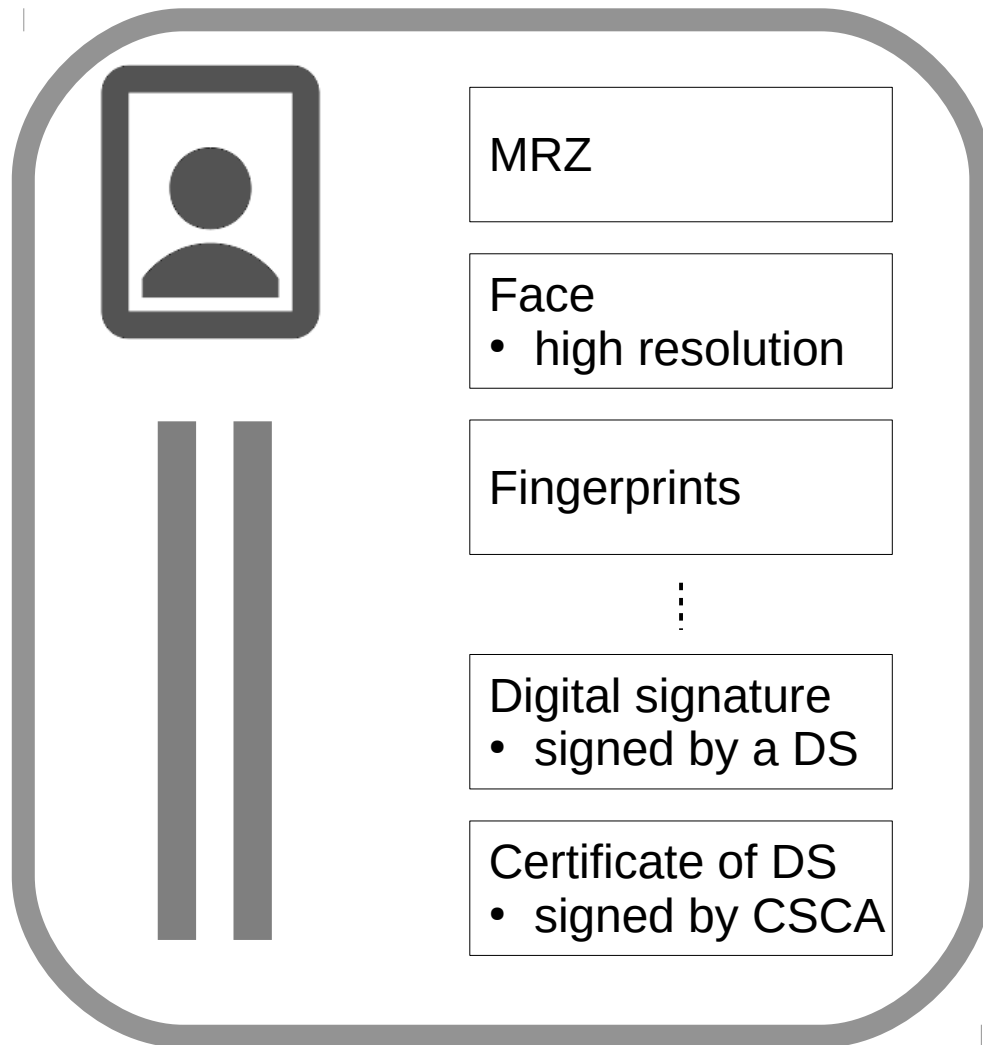 MRZ
Face
• high resolution
Fingerprints
Digital signature
• signed by a DS
Certificate of DS
• signed by CSCA